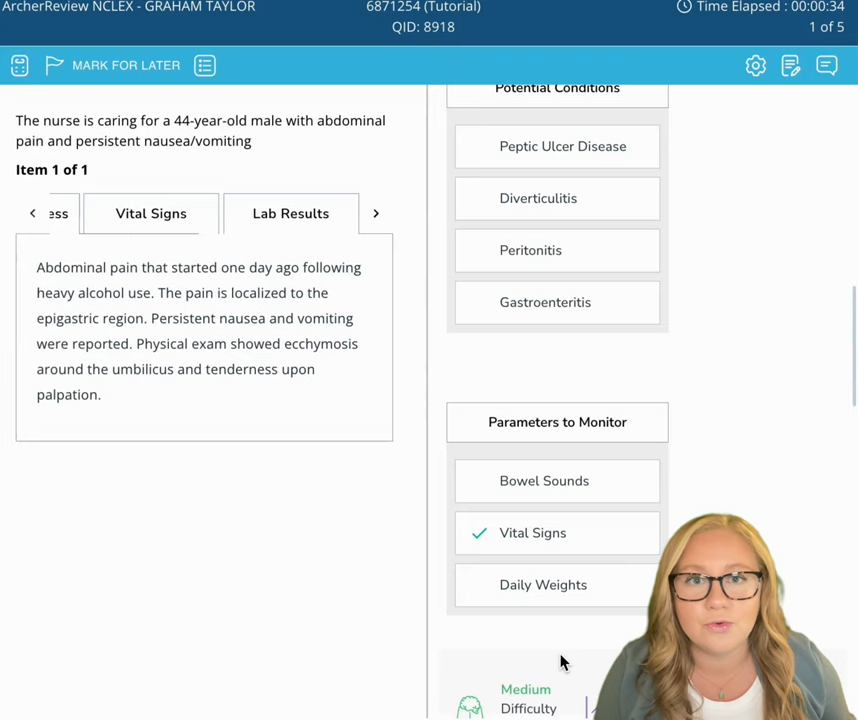 ArcherReview NCLEX - GRAHAM TAYLOR
6871254 (Tutorial)
Time Elapsed : 00:00:34
QID: 8918
1 of 5
MARK FOR LATER
The nurse is caring for a 44-year-old male with abdominal
pain and persistent nausea/vomiting
Item 1 of 1
ess
Vital Signs
Lab Results
Abdominal pain that started one day ago following
heavy alcohol use. The pain is localized to the
epigastric region. Persistent nausea and vomiting
were reported. Physical exam showed ecchymosis
around the umbilicus and tenderness upon
palpation.
Potential Conditions
Peptic Ulcer Disease
Diverticulitis
Peritonitis
Gastroenteritis
Parameters to Monitor
Bowel Sounds
Vital Signs
Daily Weights
Medium
Difficulty